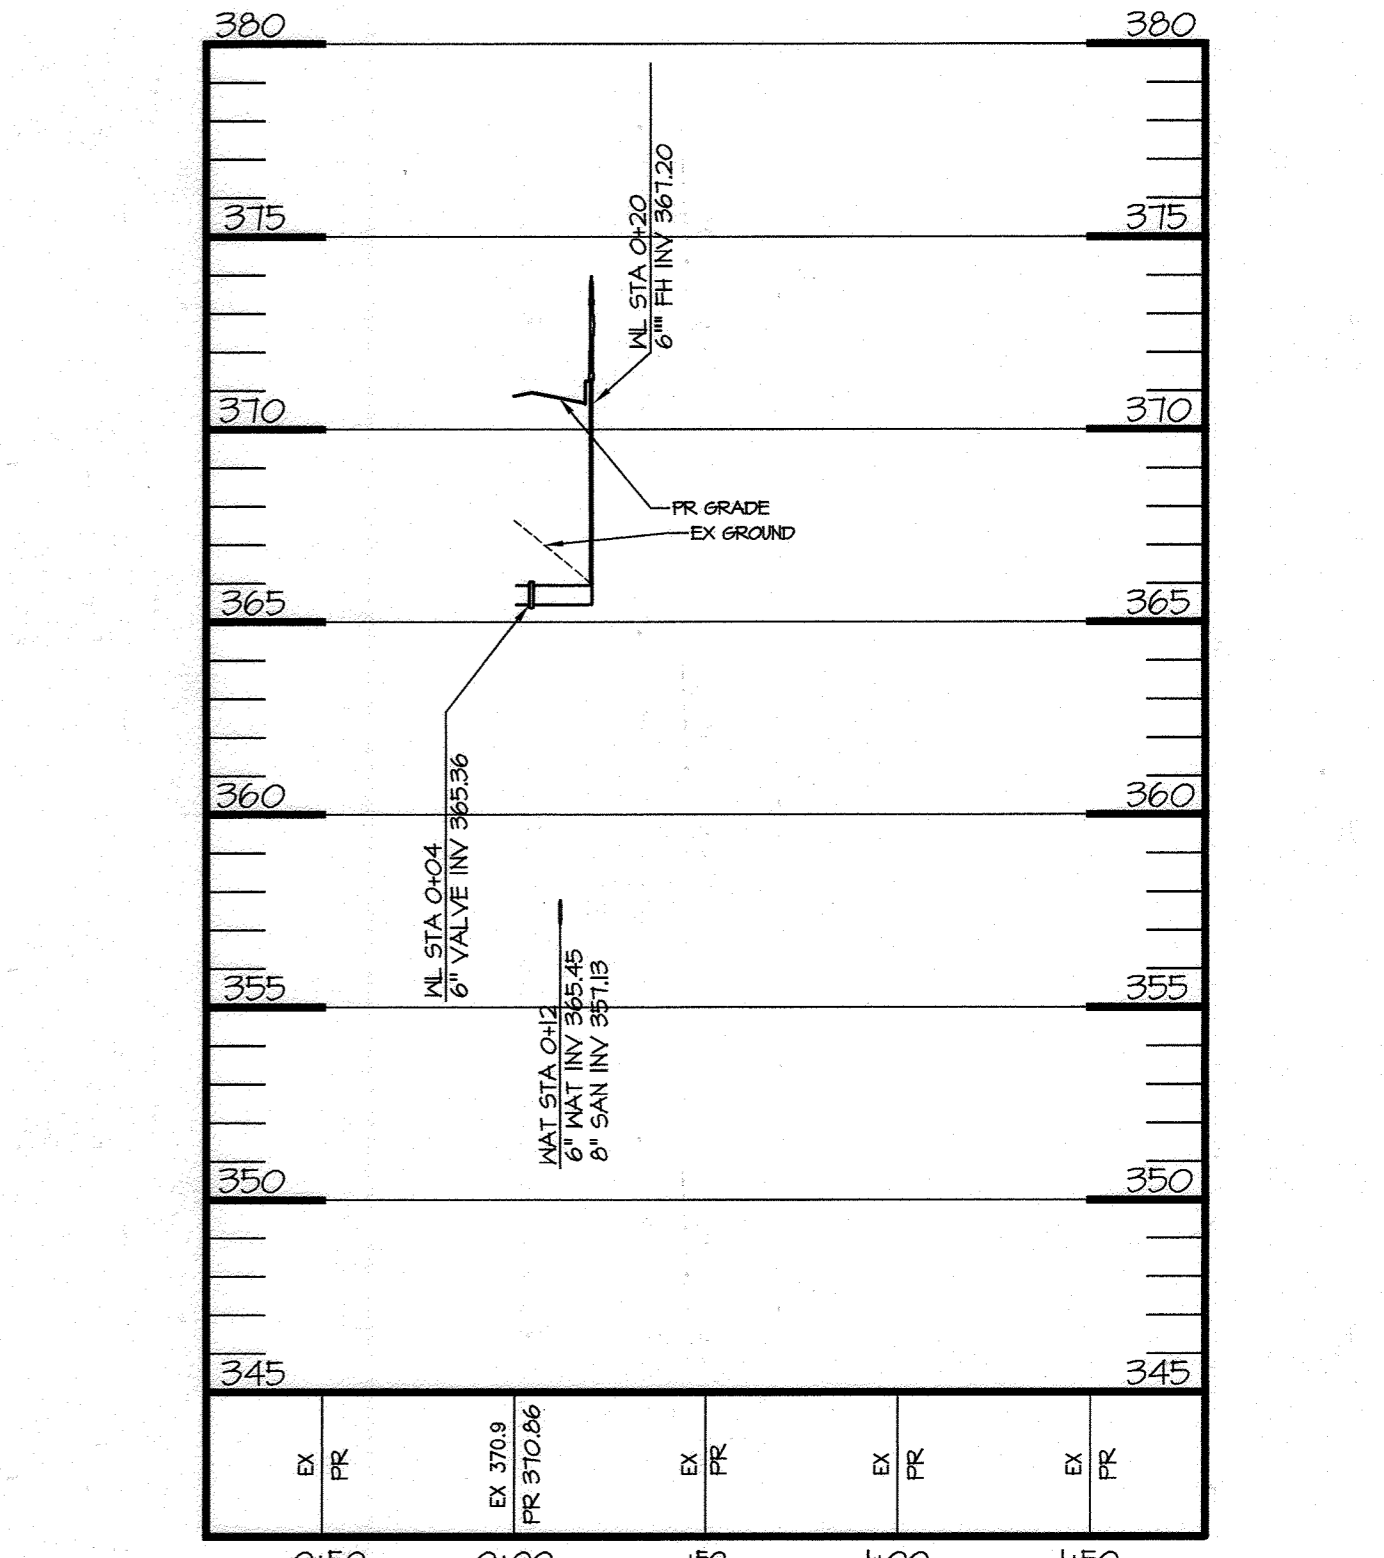 380 380
WL STA 0+20
6"" FH INV 367.20
375 375
370 370
PR GRADE
EX GROUND
365 365
WL STA 0+04
6" VALVE INV 365.36
360 360
355 355
WAT STA 0+12
6" WAT INV 365.45
8" SAN INV 357.13
350 350
345 345
EX
PR
EX 370.9
PR 370.86
EX
PR
EX
PR
EX
PR